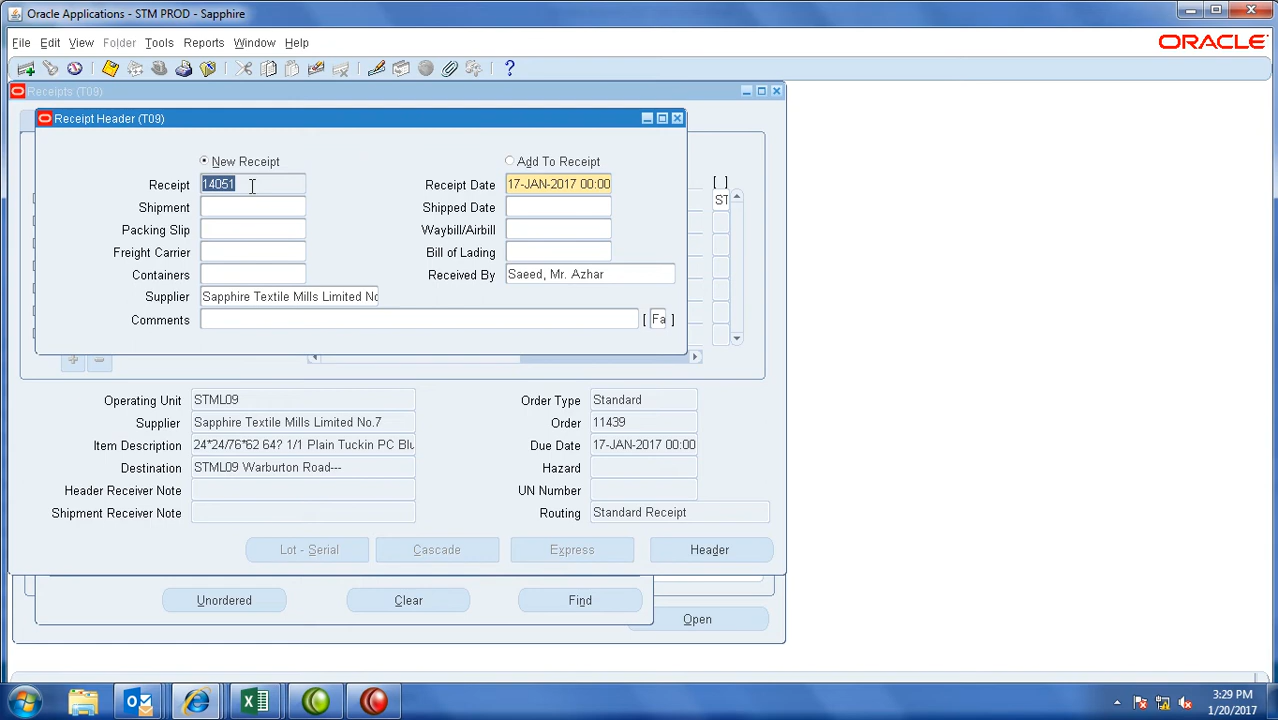 Oracle Applications - STM PROD - Sapphire
File Edit View Folder Tools Reports Window Help
ORACLE
Receipts (T09)
Receipt Header (T09)
New Receipt
Add To Receipt
Receipt 14051
Receipt Date 17-JAN-2017 00:00
[ ]
Shipment
Shipped Date
ST
Packing Slip
Waybill/Airbill
Freight Carrier
Bill of Lading
Containers
Received By Saeed, Mr. Azhar
Supplier Sapphire Textile Mills Limited No
Comments
[ Fa ]
Operating Unit STML09
Order Type Standard
Supplier Sapphire Textile Mills Limited No.7
Order 11439
Item Description 24*24/76*62 64? 1/1 Plain Tuckin PC Blu
Due Date 17-JAN-2017 00:00
Destination STML09 Warburton Road---
Hazard
Header Receiver Note
UN Number
Shipment Receiver Note
Routing Standard Receipt
Lot - Serial Cascade Express Header
Unordered Clear Find
Open
3:29 PM
1/20/2017